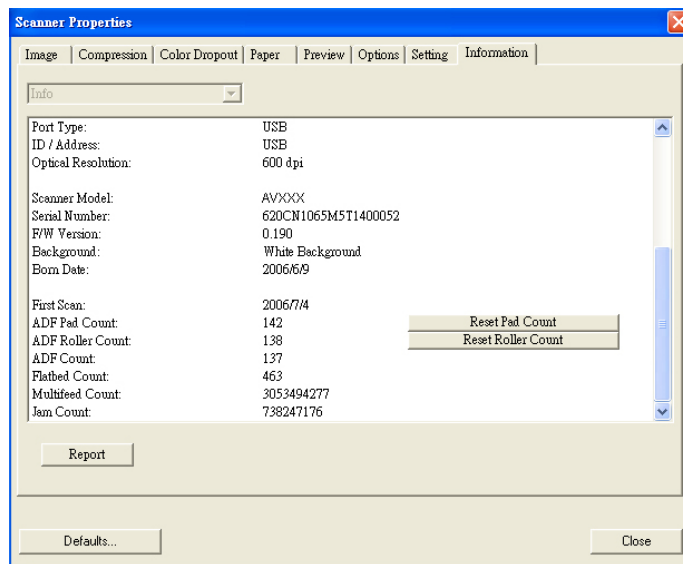 Scanner Properties
Image Compression Color Dropout Paper Preview Options Setting Information
Info
Port Type: USB
ID / Address: USB
Optical Resolution: 600 dpi
Scanner Model: AVXXX
Serial Number: 620CN1065M5T1400052
F/W Version: 0.190
Background: White Background
Born Date: 2006/6/9
First Scan: 2006/7/4
ADF Pad Count: 142 Reset Pad Count
ADF Roller Count: 138 Reset Roller Count
ADF Count: 137
Flatbed Count: 463
Multifeed Count: 3053494277
Jam Count: 738247176
Report
Defaults... Close